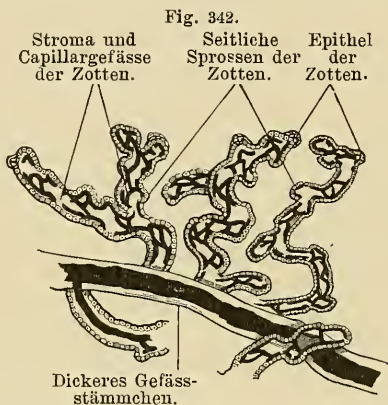 Fig. 342.
Stroma und
Capillargefässe
der Zotten.
Seitliche
Sprossen der
Zotten.
Epithel
der
Zotten.
Dickeres Gefäss-
stämmchen.